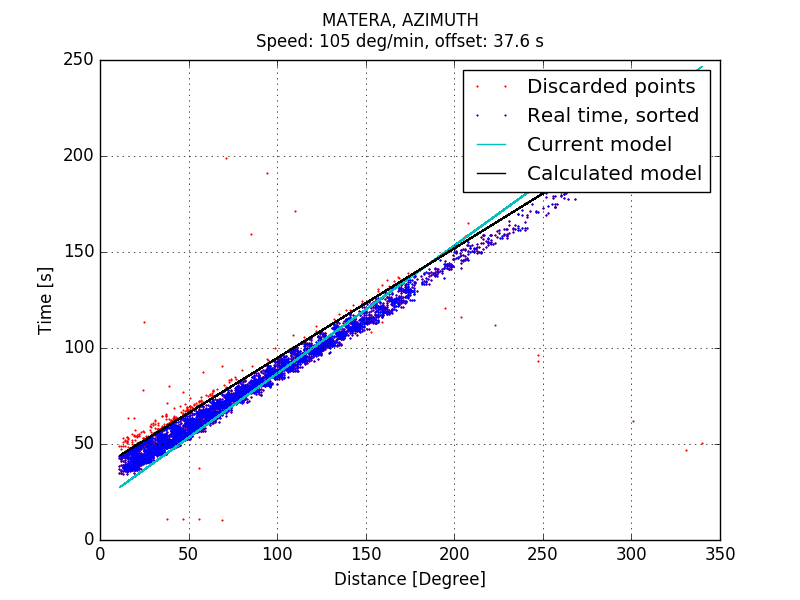 MATERA, AZIMUTH
Speed: 105 deg/min, offset: 37.6 s
250
200
150
100
50
0
Time [s]
Discarded points
Real time, sorted
Current model
Calculated model
0 50 100 150 200 250 300 350
Distance [Degree]